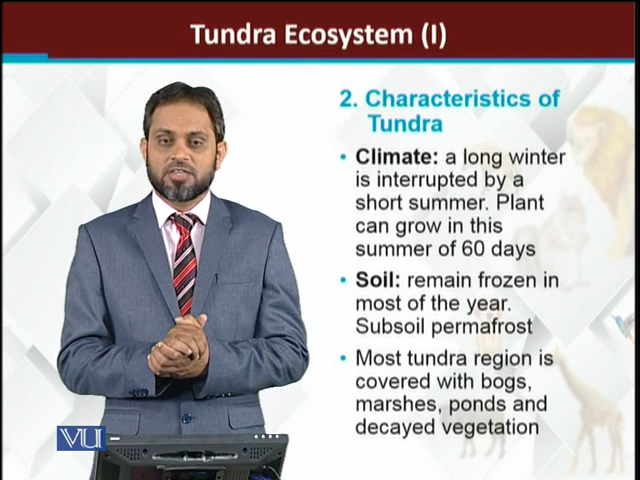 Tundra Ecosystem (I)
2. Characteristics of
Tundra
• Climate: a long winter
is interrupted by a
short summer. Plant
can grow in this
summer of 60 days
• Soil: remain frozen in
most of the year.
Subsoil permafrost
• Most tundra region is
covered with bogs,
marshes, ponds and
decayed vegetation
VU